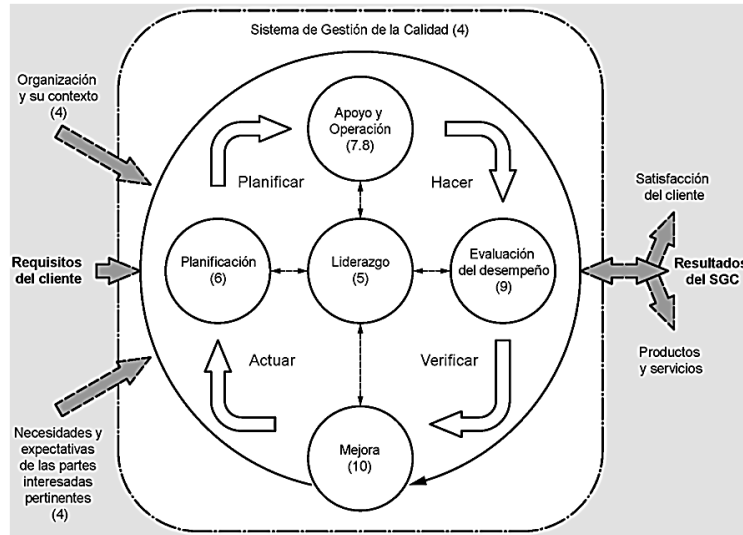 Sistema de Gestión de la Calidad (4)
Organización
y su contexto
(4)
Apoyo y
Operación
(7.8)
Planificar
Hacer
Satisfacción
del cliente
Requisitos
del cliente
Planificación
(6)
Liderazgo
(5)
Evaluación
del desempeño
(9)
Resultados
del SGC
Actuar
Verificar
Productos
y servicios
Necesidades y
expectativas
de las partes
interesadas
pertinentes
(4)
Mejora
(10)